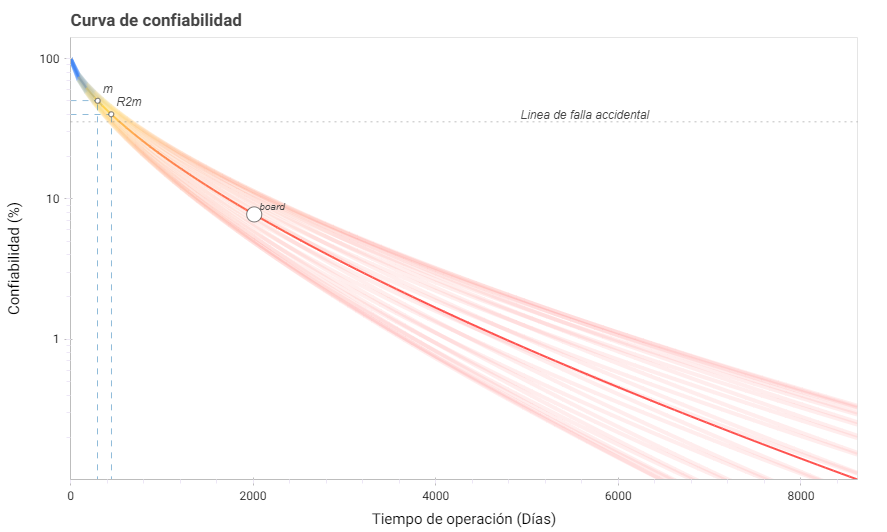 Curva de confiabilidad
100
m
R2m
Linea de falla accidental
10
board
Confiabilidad (%)
1
0
2000
4000
6000
8000
Tiempo de operación (Días)